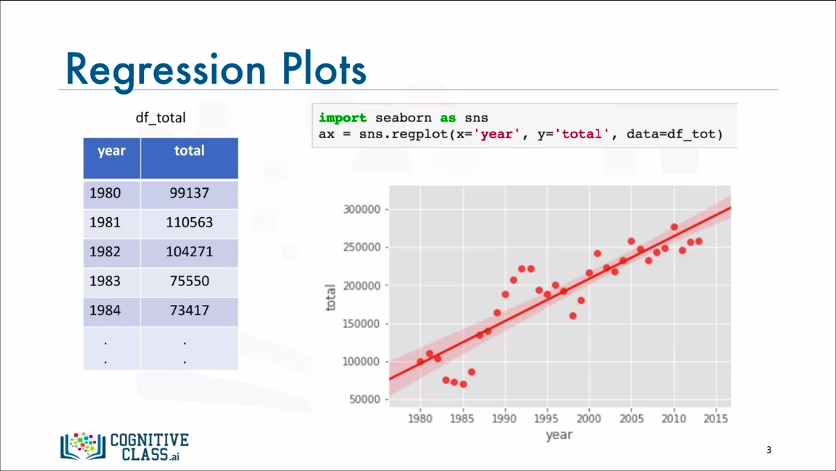 Regression Plots
df_total
year total
1980 99137
1981 110563
1982 104271
1983 75550
1984 73417
. .
. .
import seaborn as sns
ax = sns.regplot(x='year', y='total', data=df_tot)
300000
250000
200000
150000
100000
50000
total
1980 1985 1990 1995 2000 2005 2010 2015
year
COGNITIVE
CLASS.ai
3